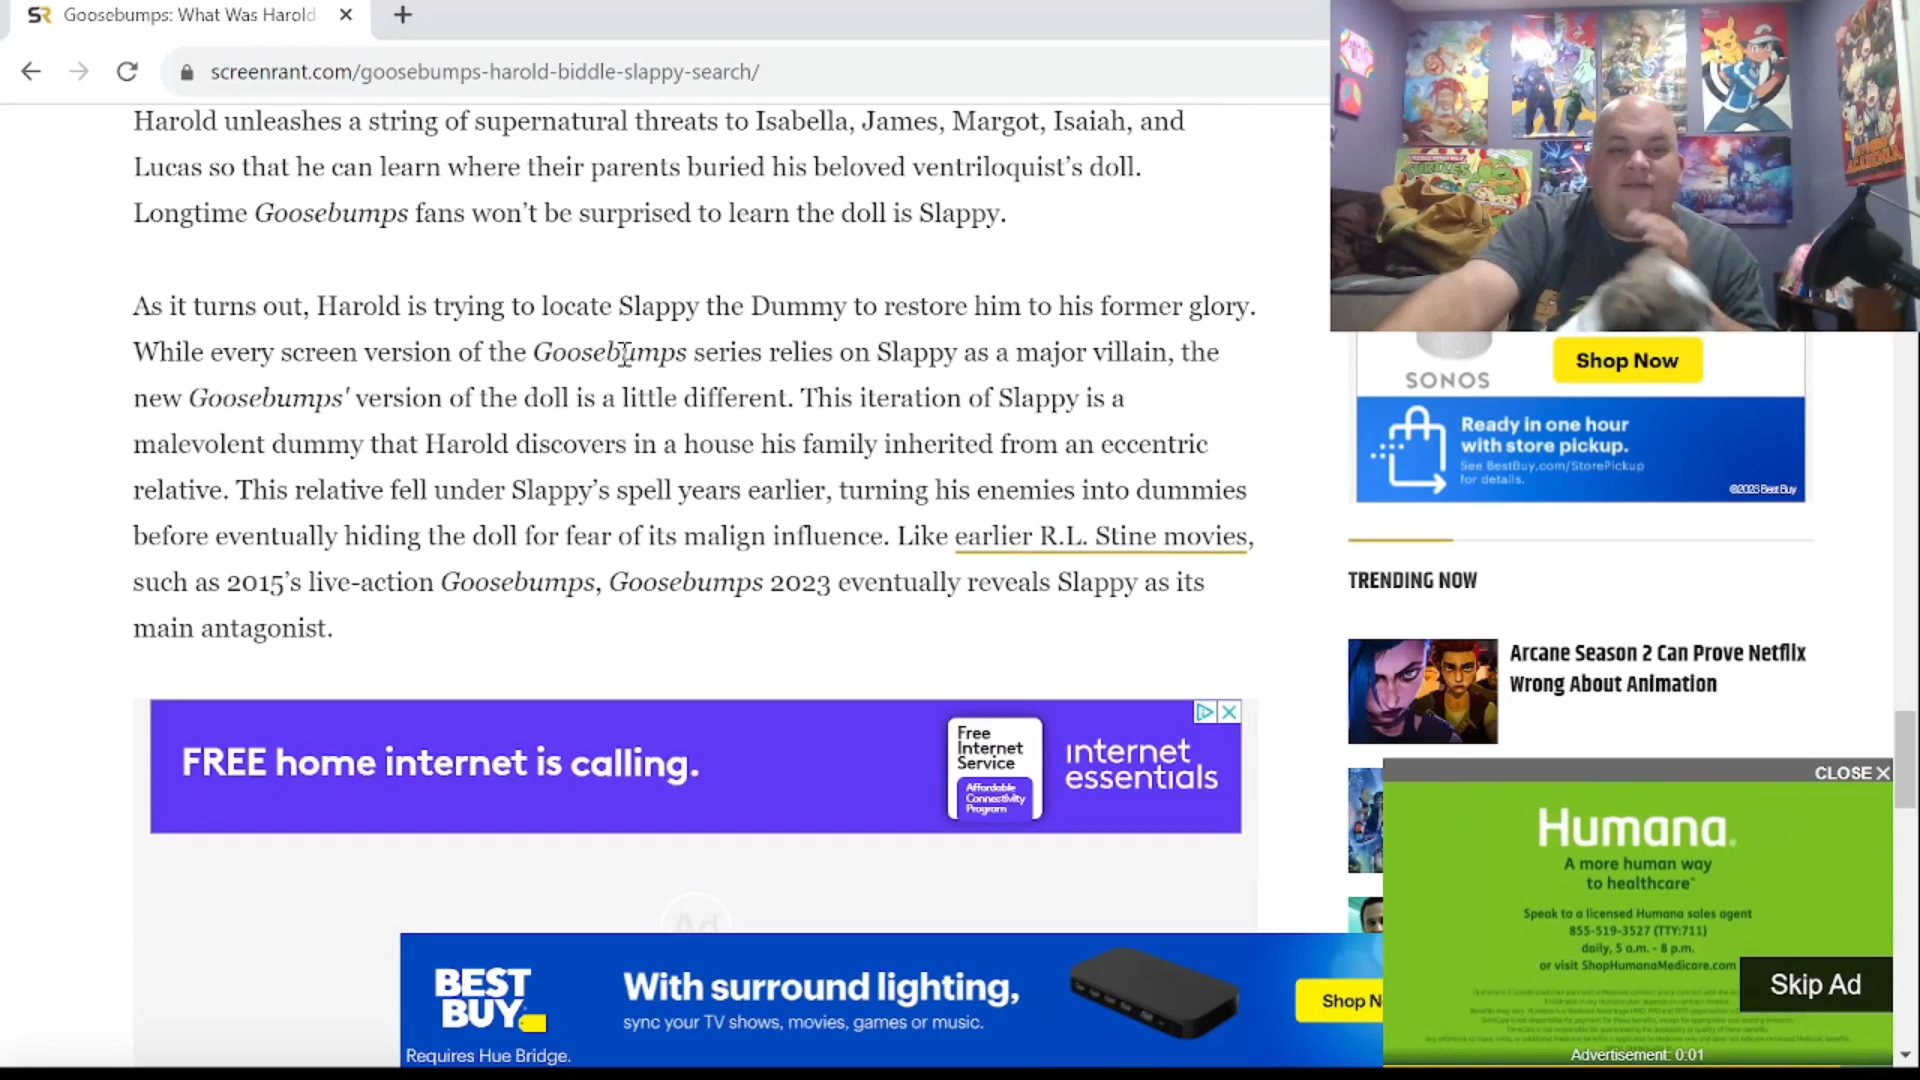 SR Goosebumps: What Was Harold
screenrant.com/goosebumps-harold-biddle-slappy-search/
Harold unleashes a string of supernatural threats to Isabella, James, Margot, Isaiah, and
Lucas so that he can learn where their parents buried his beloved ventriloquist’s doll.
Longtime Goosebumps fans won’t be surprised to learn the doll is Slappy.
As it turns out, Harold is trying to locate Slappy the Dummy to restore him to his former glory.
While every screen version of the Goosebumps series relies on Slappy as a major villain, the
new Goosebumps' version of the doll is a little different. This iteration of Slappy is a
malevolent dummy that Harold discovers in a house his family inherited from an eccentric
relative. This relative fell under Slappy’s spell years earlier, turning his enemies into dummies
before eventually hiding the doll for fear of its malign influence. Like earlier R.L. Stine movies,
such as 2015’s live-action Goosebumps, Goosebumps 2023 eventually reveals Slappy as its
main antagonist.
FREE home internet is calling.
Free
Internet
Service
Affordable
Connectivity
Program
internet
essentials
Ad
BEST
BUY
Requires Hue Bridge.
With surround lighting,
sync your TV shows, movies, games or music.
Shop N
SONOS
Shop Now
Ready in one hour
with store pickup.
See BestBuy.com/StorePickup
for details.
©2023 Best Buy
TRENDING NOW
Arcane Season 2 Can Prove Netflix
Wrong About Animation
CLOSE X
Humana.
A more human way
to healthcare™
Speak to a licensed Humana sales agent
855-519-3527 (TTY:711)
daily, 5 a.m. - 8 p.m.
or visit ShopHumanaMedicare.com
Skip Ad
Advertisement: 0:01